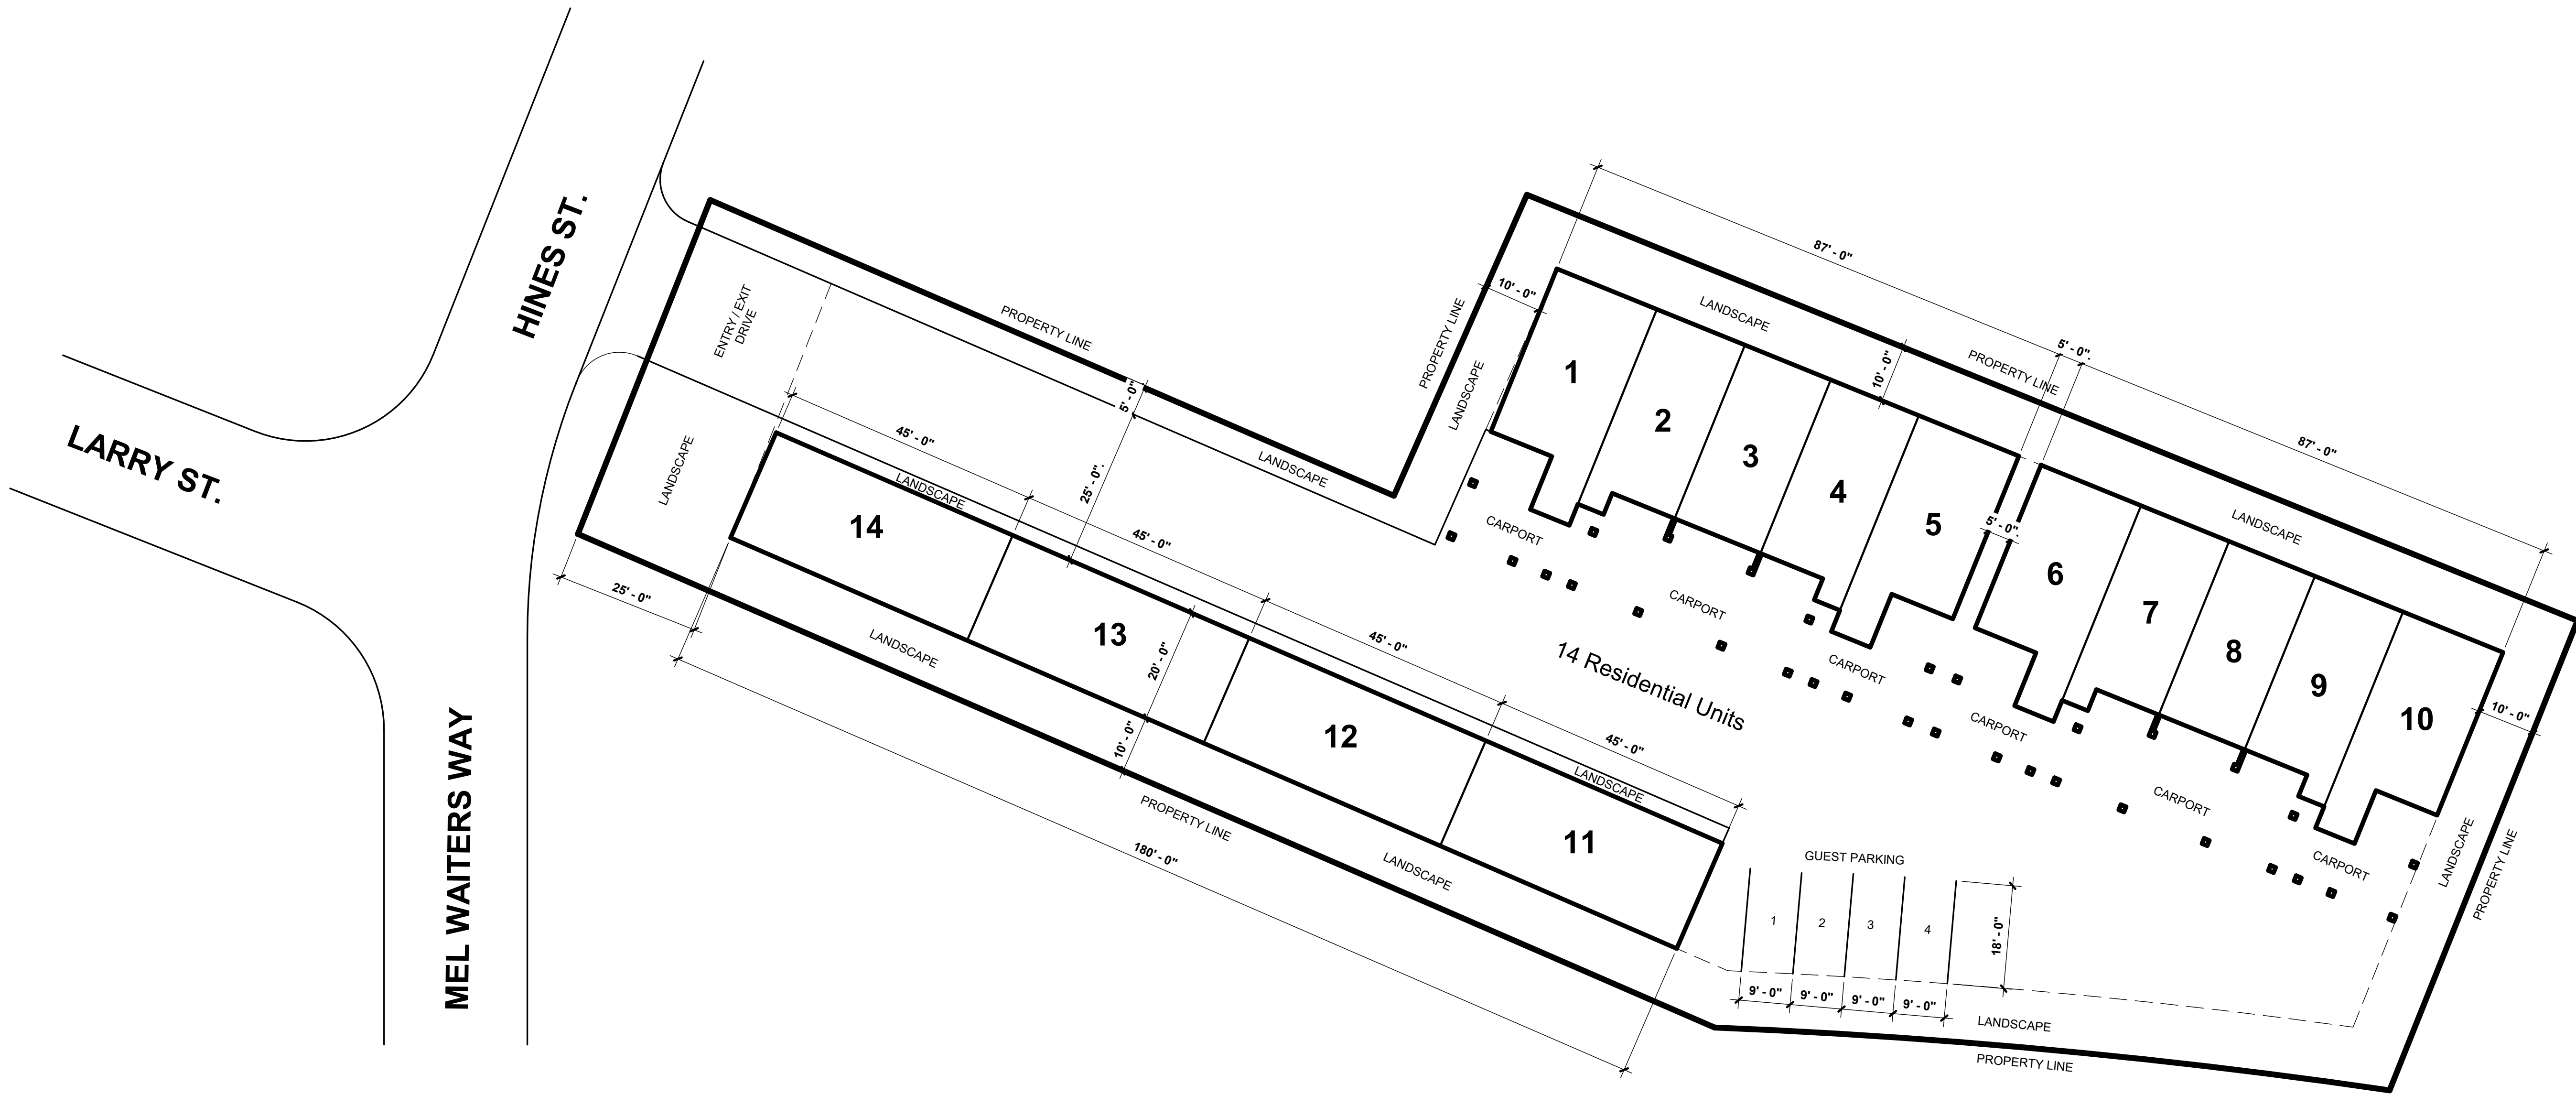 HINES ST.
LARRY ST.
MEL WAITERS WAY
ENTRY / EXIT
DRIVE
LANDSCAPE
PROPERTY LINE
5' - 0"
25' - 0".
LANDSCAPE
45' - 0"
LANDSCAPE
45' - 0"
45' - 0"
45' - 0"
LANDSCAPE
14
13
12
11
20' - 0"
10' - 0"
25' - 0"
LANDSCAPE
PROPERTY LINE
LANDSCAPE
180' - 0"
PROPERTY LINE
LANDSCAPE
10' - 0"
87' - 0"
LANDSCAPE
10' - 0"
PROPERTY LINE
5' - 0".
87' - 0"
LANDSCAPE
1
2
3
4
5
5' - 0".
6
7
8
9
10
10' - 0"
CARPORT
CARPORT
CARPORT
CARPORT
CARPORT
CARPORT
14 Residential Units
LANDSCAPE
PROPERTY LINE
GUEST PARKING
1
2
3
4
18' - 0"
9' - 0"
9' - 0"
9' - 0"
9' - 0"
LANDSCAPE
PROPERTY LINE